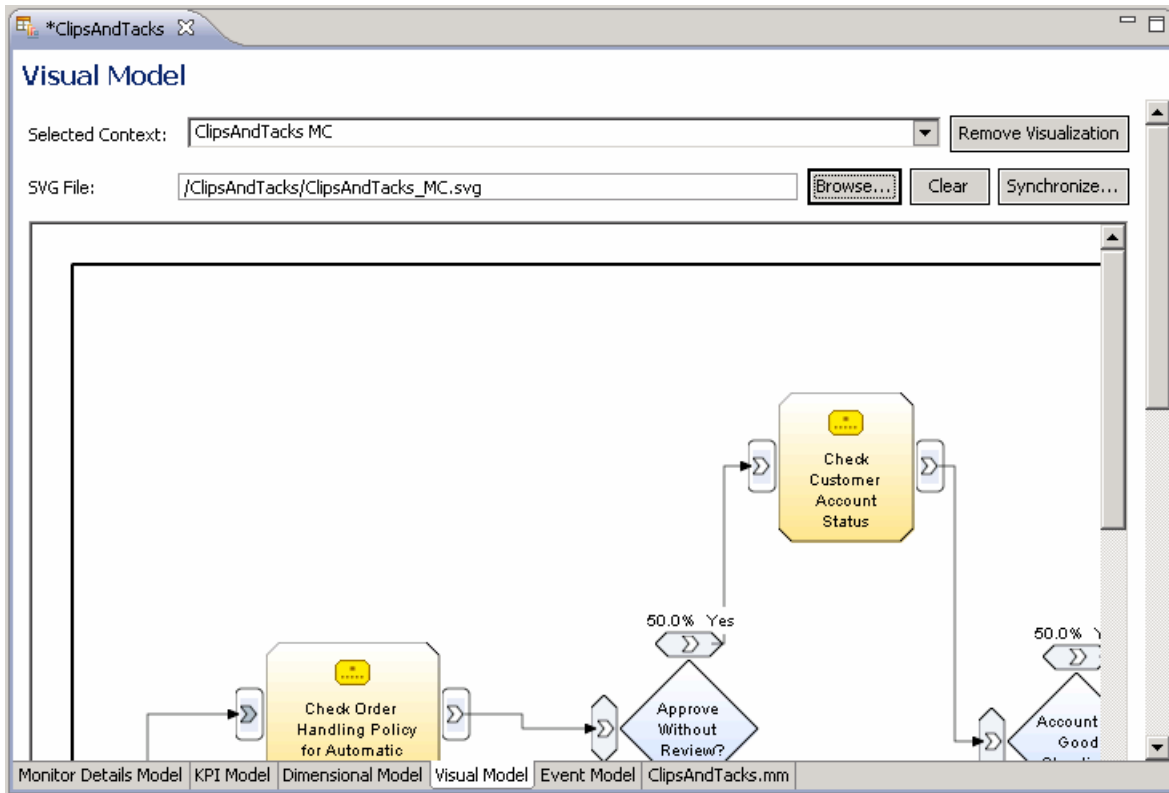 *ClipsAndTacks
Visual Model
Selected Context:
ClipsAndTacks MC
Remove Visualization
SVG File:
/ClipsAndTacks/ClipsAndTacks_MC.svg
Browse...
Clear
Synchronize...
Check
Customer
Account
Status
50.0% Yes
50.0%
Check Order
Handling Policy
for Automatic
Approve
Without
Review?
Account
Good
Monitor Details Model
KPI Model
Dimensional Model
Visual Model
Event Model
ClipsAndTacks.mm